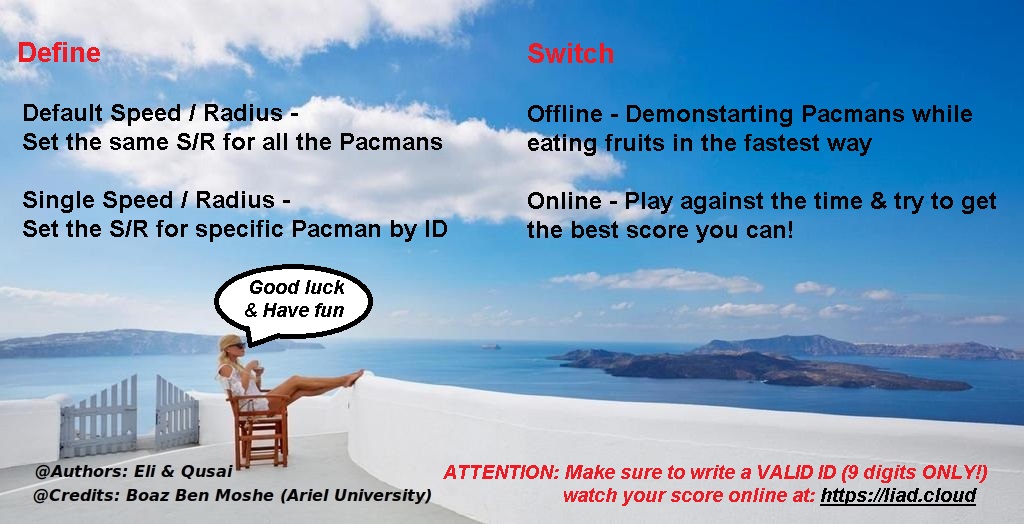 Define
Default Speed / Radius -
Set the same S/R for all the Pacmans
Single Speed / Radius -
Set the S/R for specific Pacman by ID
Switch
Offline - Demonstarting Pacmans while
eating fruits in the fastest way
Online - Play against the time & try to get
the best score you can!
Good luck
& Have fun
@Authors: Eli & Qusai
@Credits: Boaz Ben Moshe (Ariel University)
ATTENTION: Make sure to write a VALID ID (9 digits ONLY!)
watch your score online at: https://liad.cloud